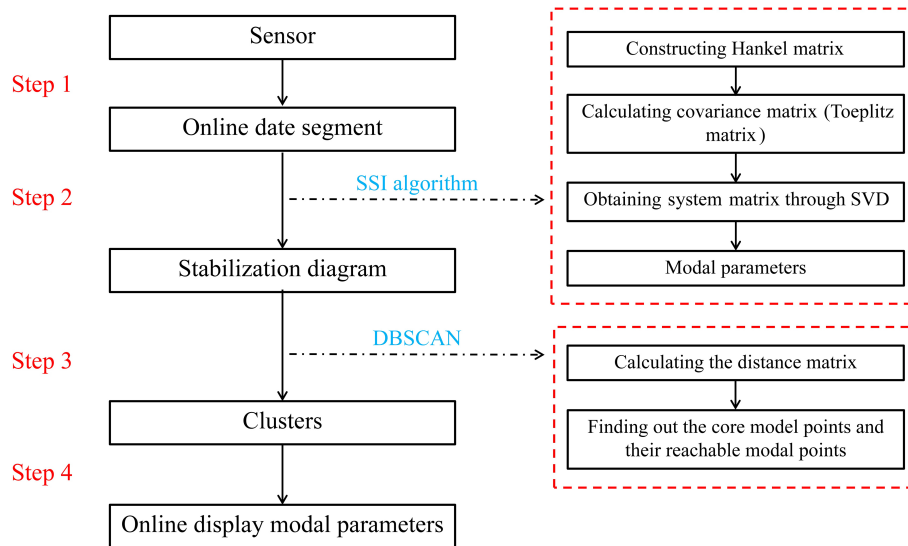 Sensor
Step 1
Online date segment
SSI algorithm
Step 2
Stabilization diagram
DBSCAN
Step 3
Clusters
Step 4
Online display modal parameters
Constructing Hankel matrix
Calculating covariance matrix (Toeplitz
matrix)
Obtaining system matrix through SVD
Modal parameters
Calculating the distance matrix
Finding out the core model points and
their reachable modal points